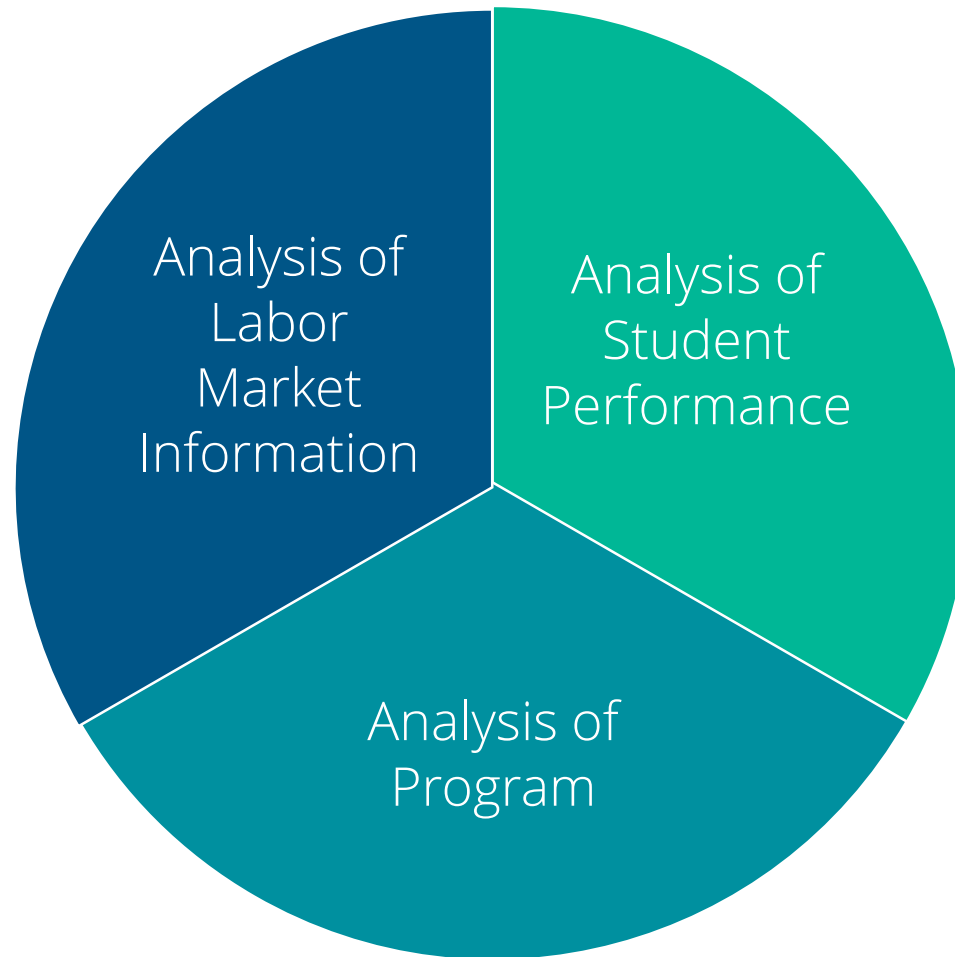 Analysis of
Labor
Market
Information
Analysis of
Student
Performance
Analysis of
Program